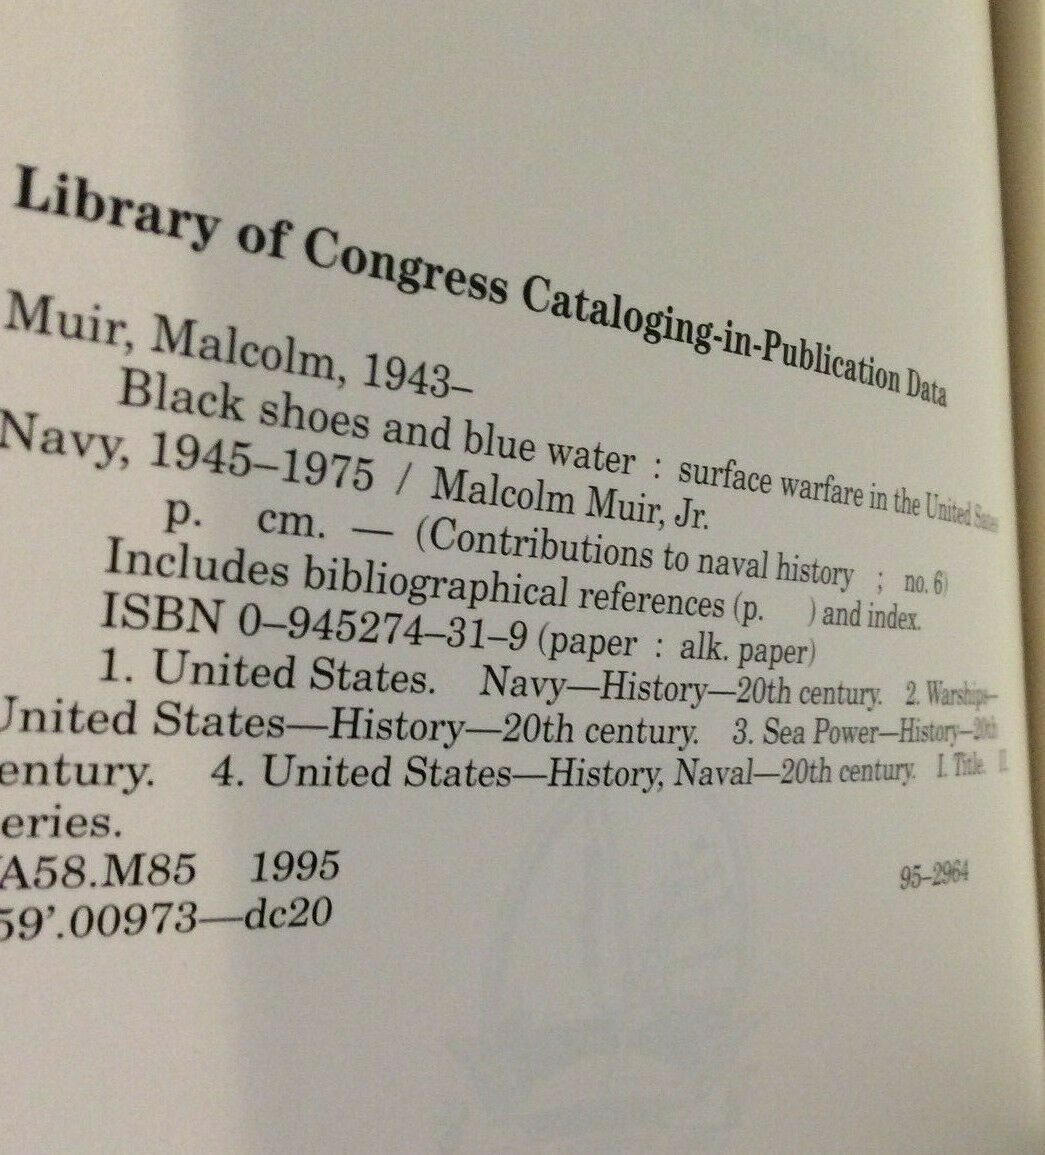 Library of Congress Cataloging-in-Publication Data
Muir, Malcolm, 1943–
Black shoes and blue water : surface warfare in the United States
Navy, 1945–1975 / Malcolm Muir, Jr.
p. cm. — (Contributions to naval history ; no. 6)
Includes bibliographical references (p. ) and index.
ISBN 0–945274–31–9 (paper : alk. paper)
1. United States. Navy—History—20th century. 2. Warships—
United States—History—20th century. 3. Sea Power—History—20th
entury. 4. United States—History, Naval—20th century. I. Title. II.
eries.
A58.M85 1995
95–2964
59'.00973—dc20